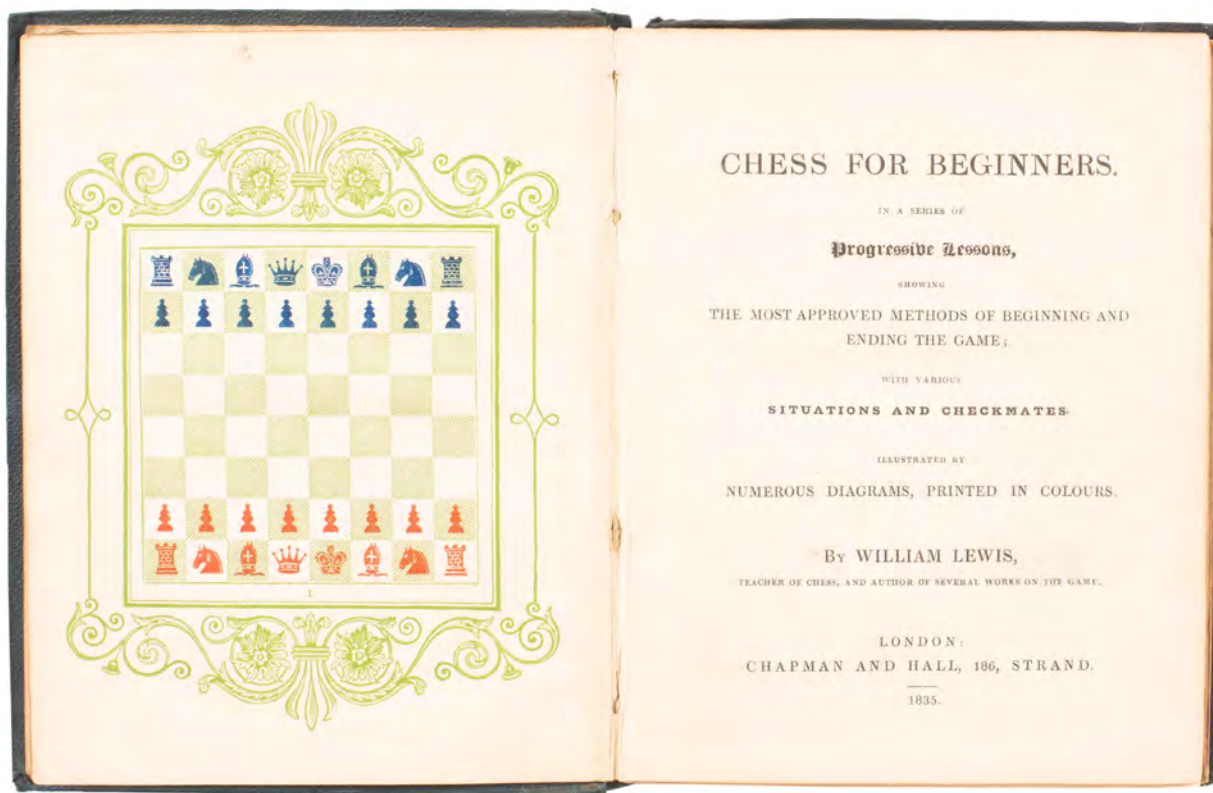 1
CHESS FOR BEGINNERS.
IN A SERIES OF
Progressive Lessons,
SHOWING
THE MOST APPROVED METHODS OF BEGINNING AND
ENDING THE GAME;
WITH VARIOUS
SITUATIONS AND CHECKMATES.
ILLUSTRATED BY
NUMEROUS DIAGRAMS, PRINTED IN COLOURS.
BY WILLIAM LEWIS,
TEACHER OF CHESS, AND AUTHOR OF SEVERAL WORKS ON THE GAME.
LONDON:
CHAPMAN AND HALL, 186, STRAND.
1835.